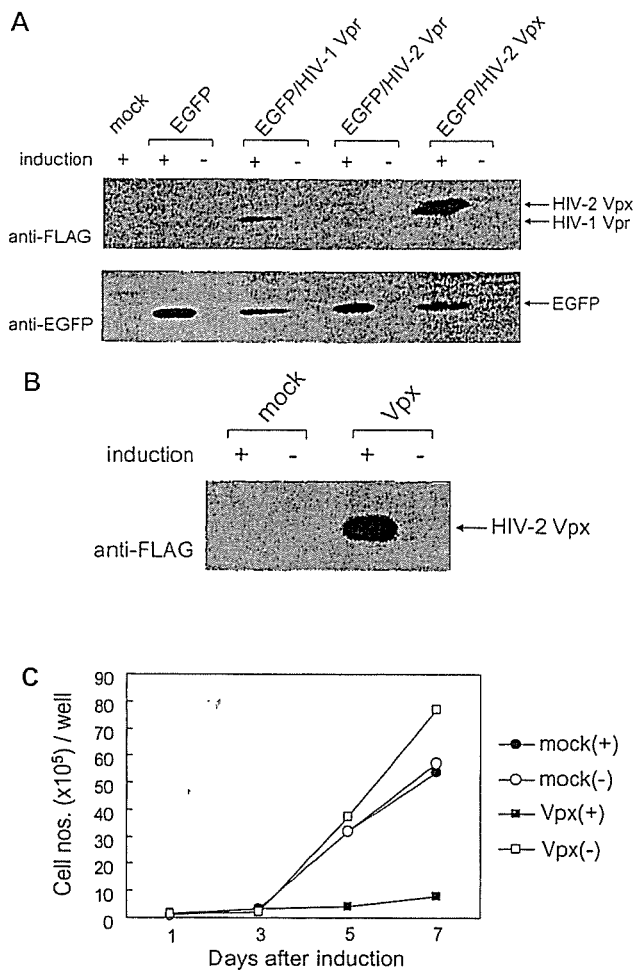 A
mock
EGFP
EGFP/HIV-1 Vpr
EGFP/HIV-2 Vpr
EGFP/HIV-2 Vpx
induction + + - + - + - + -
anti-FLAG
HIV-2 Vpx
HIV-1 Vpr
anti-EGFP
EGFP
B
mock
Vpx
induction + - + -
anti-FLAG
HIV-2 Vpx
C
Cell nos. (x10⁵) / well
90
80
70
60
50
40
30
20
10
0
1 3 5 7
Days after induction
mock(+)
mock(-)
Vpx(+)
Vpx(-)